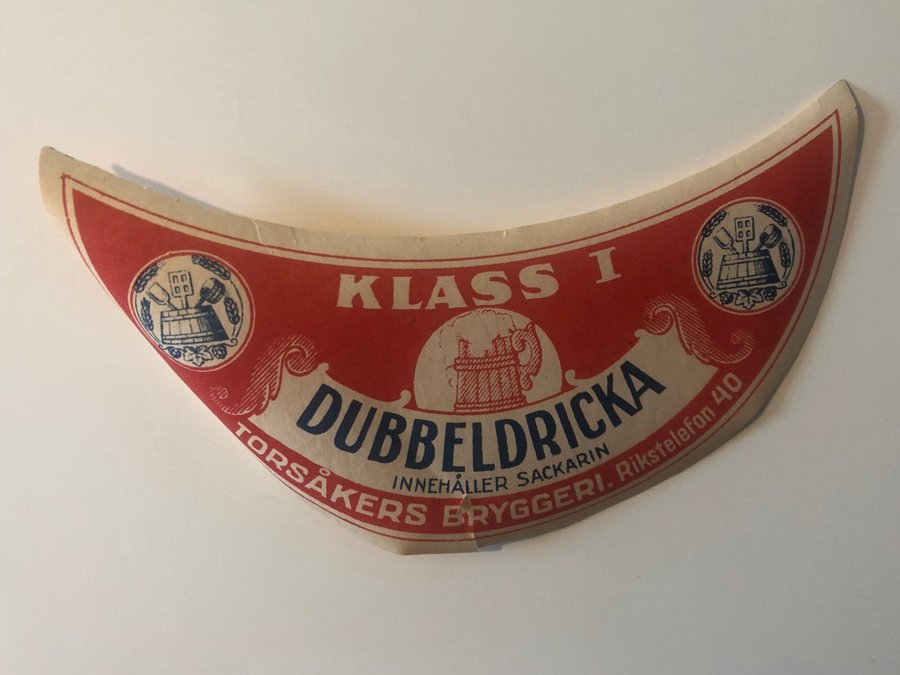 KLASS I
DUBBELDRICKA
INNEHÅLLER SACKARIN
TORSÅKERS BRYGGERI. Rikstelefon 40